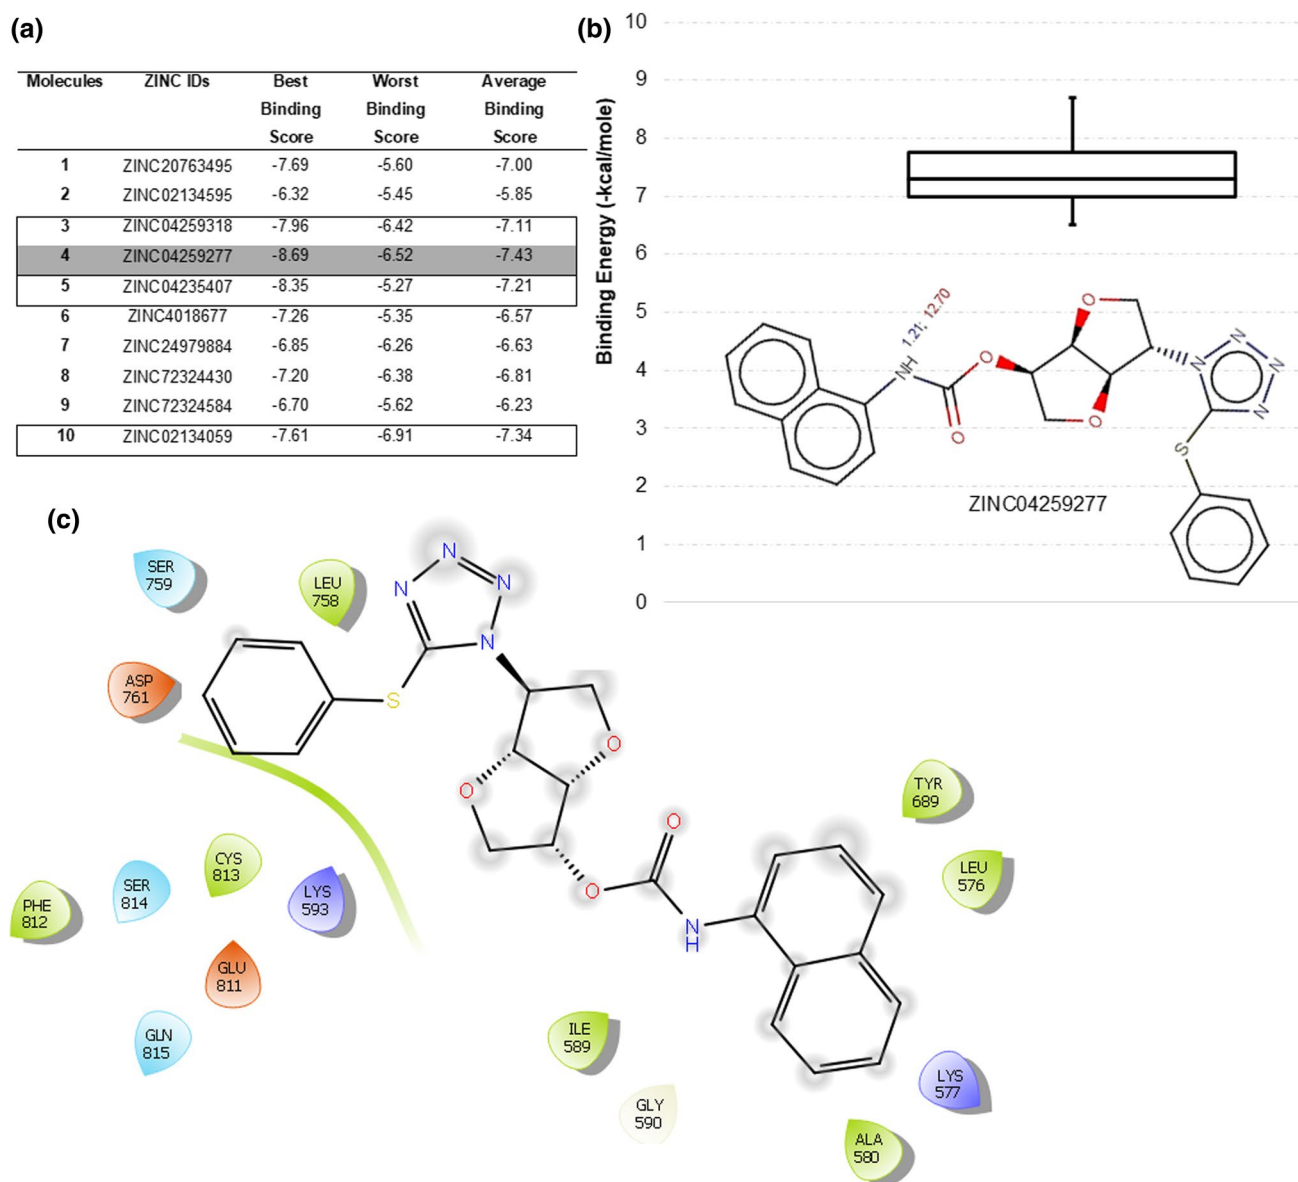 (a)
Molecules ZINC IDs Best Worst Average
Binding Binding Binding
Score Score Score
1 ZINC20763495 -7.69 -5.60 -7.00
2 ZINC02134595 -6.32 -5.45 -5.85
3 ZINC04259318 -7.96 -6.42 -7.11
4 ZINC04259277 -8.69 -6.52 -7.43
5 ZINC04235407 -8.35 -5.27 -7.21
6 ZINC4018677 -7.26 -5.35 -6.57
7 ZINC24979884 -6.85 -6.26 -6.63
8 ZINC72324430 -7.20 -6.38 -6.81
9 ZINC72324584 -6.70 -5.62 -6.23
10 ZINC02134059 -7.61 -6.91 -7.34
(b)
Binding Energy (-kcal/mole)
10
9
8
7
6
5
4
3
2
1
0
1.21; 12.70
NH
O
O
O
O
N
N
N
N
S
ZINC04259277
(c)
SER
759
LEU
758
ASP
761
N
N
N
N
S
O
O
O
O
N
H
TYR
689
LEU
576
CYS
813
SER
814
LYS
593
PHE
812
GLU
811
GLN
815
ILE
589
GLY
590
LYS
577
ALA
580